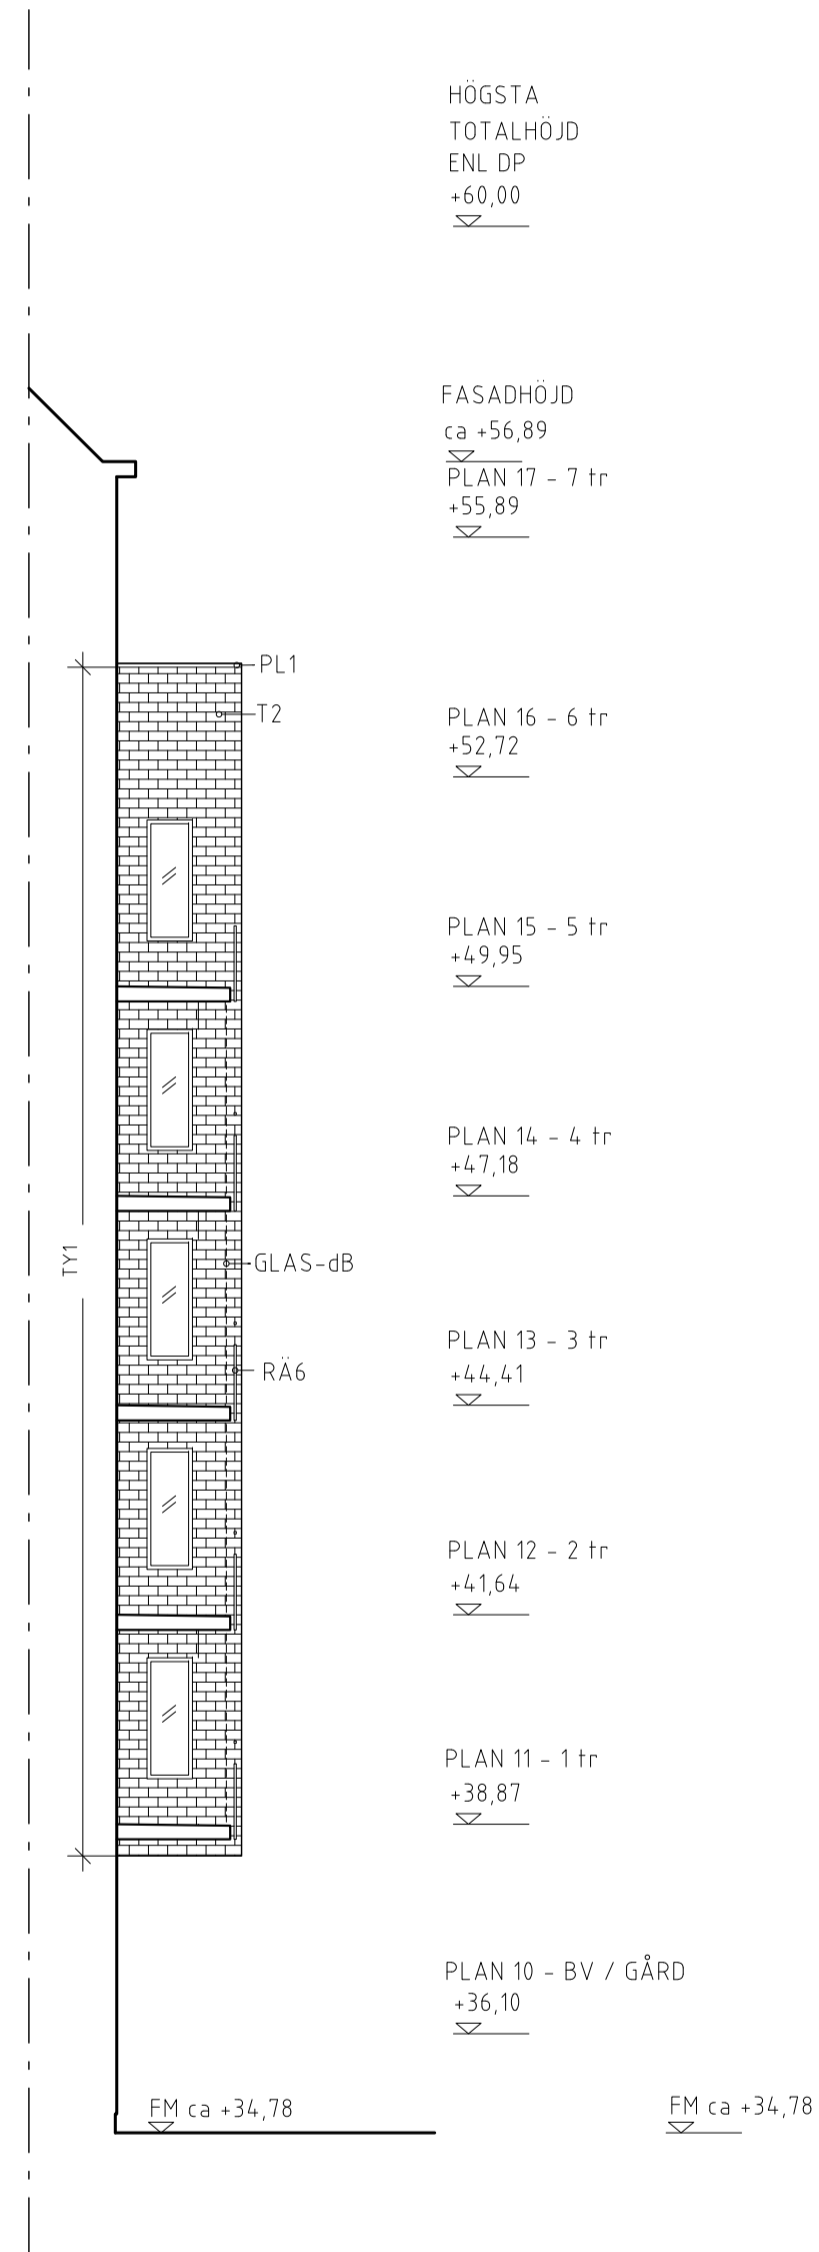 HÖGSTA
TOTALHÖJD
ENL DP
+60,00
FASADHÖJD
ca +56,89
PLAN 17 - 7 tr
+55,89
PL1
T2
PLAN 16 - 6 tr
+52,72
PLAN 15 - 5 tr
+49,95
PLAN 14 - 4 tr
+47,18
TY1
GLAS-dB
PLAN 13 - 3 tr
+44,41
RÄ6
PLAN 12 - 2 tr
+41,64
PLAN 11 - 1 tr
+38,87
PLAN 10 - BV / GÅRD
+36,10
FM ca +34,78
FM ca +34,78